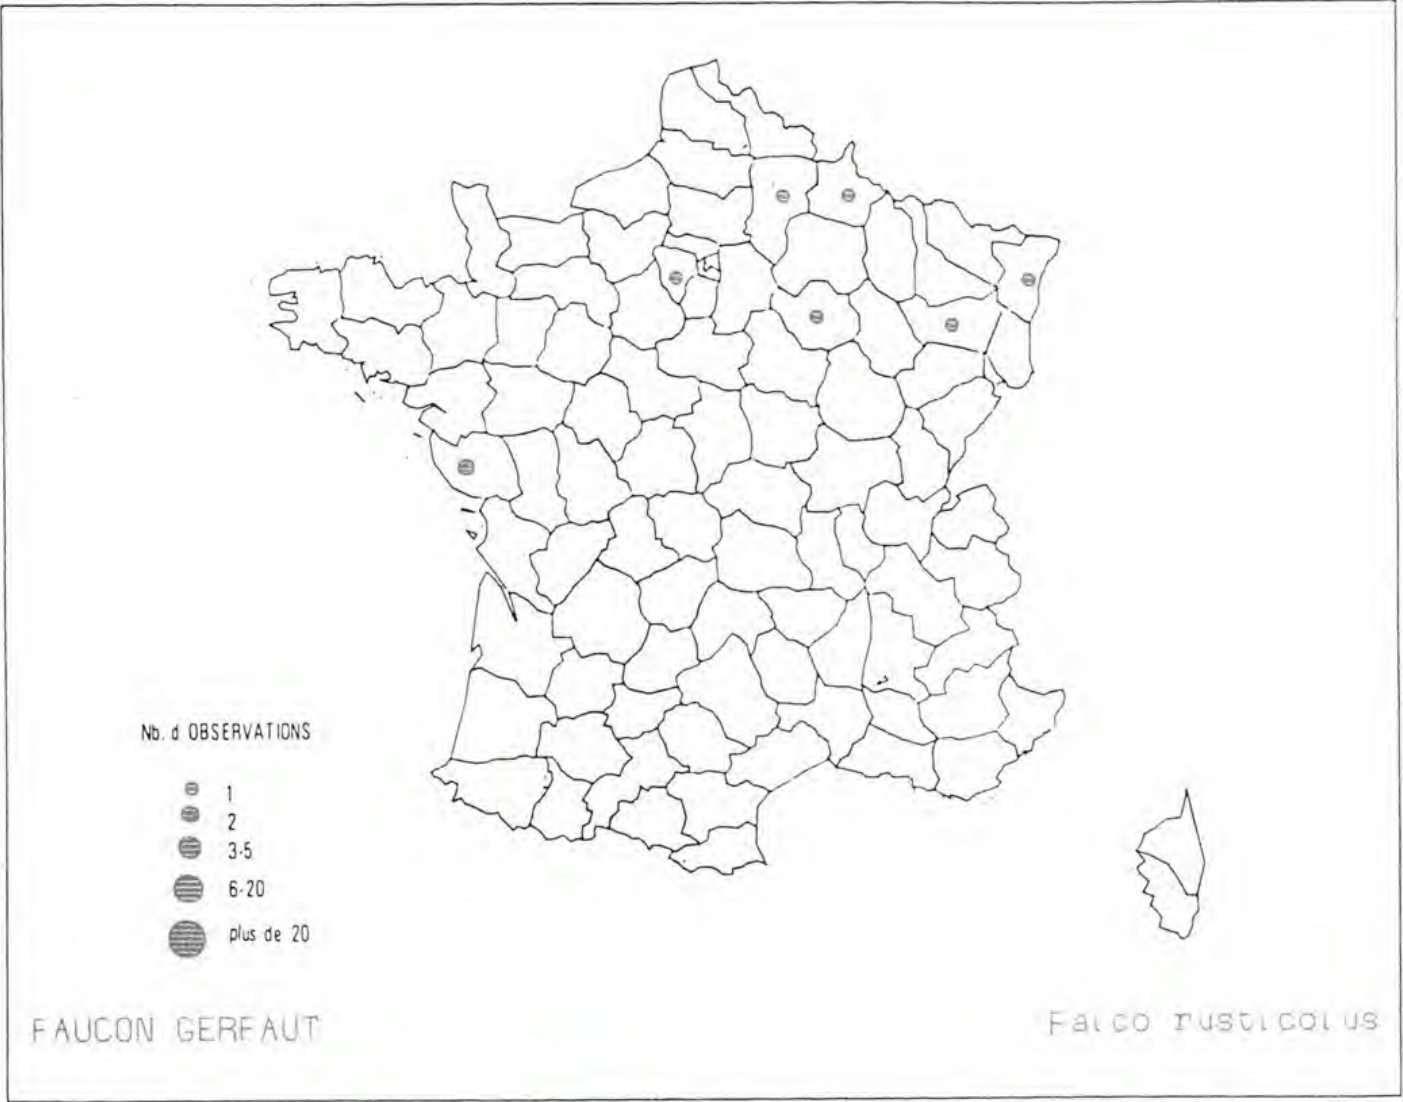 Nb. d OBSERVATIONS
1
2
3-5
6-20
plus de 20
FAUCON GERFAUT
Falco rusticolus